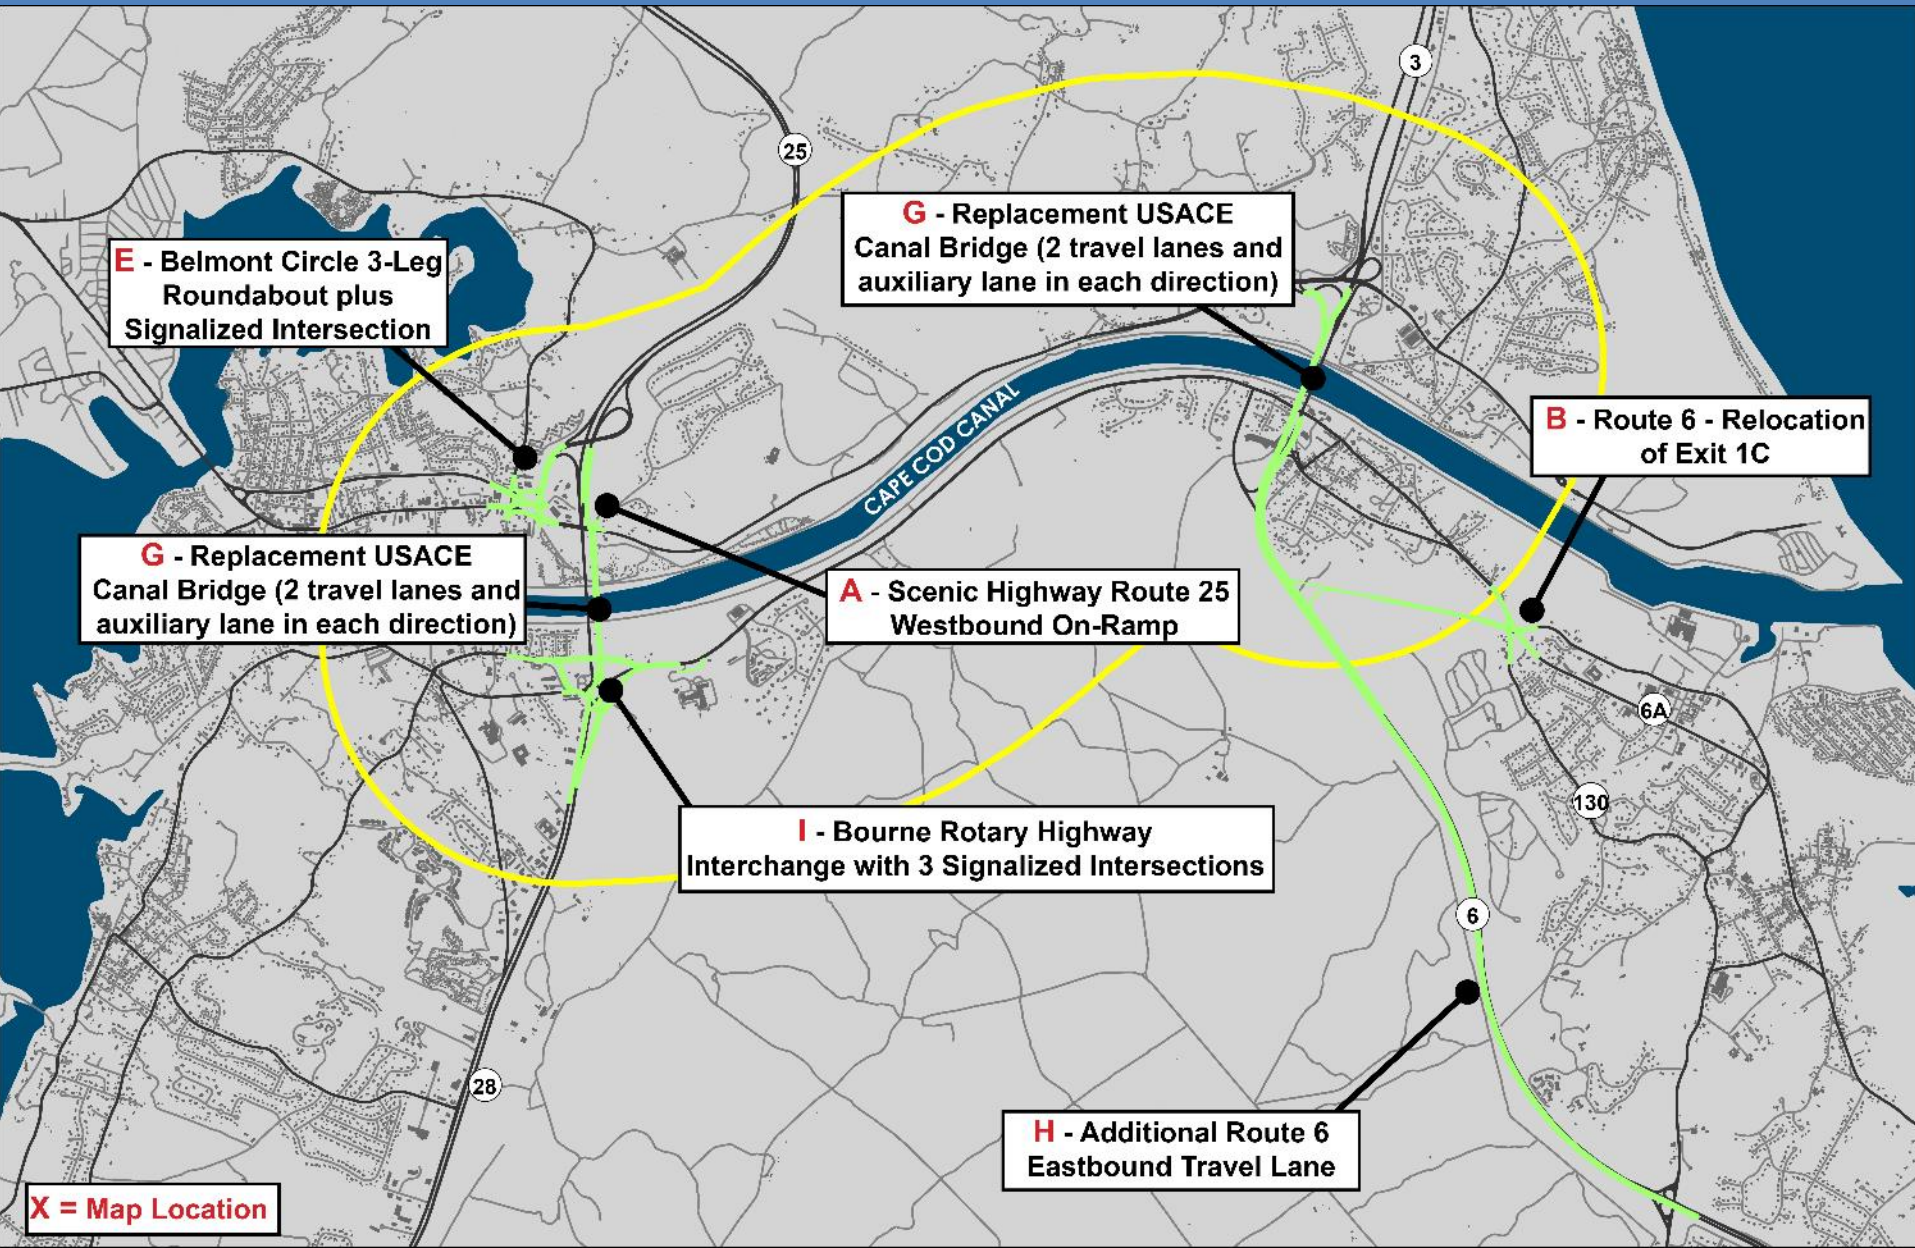 3
25
G - Replacement USACE
Canal Bridge (2 travel lanes and
auxiliary lane in each direction)
E - Belmont Circle 3-Leg
Roundabout plus
Signalized Intersection
CAPE COD CANAL
B - Route 6 - Relocation
of Exit 1C
G - Replacement USACE
Canal Bridge (2 travel lanes and
auxiliary lane in each direction)
A - Scenic Highway Route 25
Westbound On-Ramp
6A
130
I - Bourne Rotary Highway
Interchange with 3 Signalized Intersections
6
28
H - Additional Route 6
Eastbound Travel Lane
X = Map Location